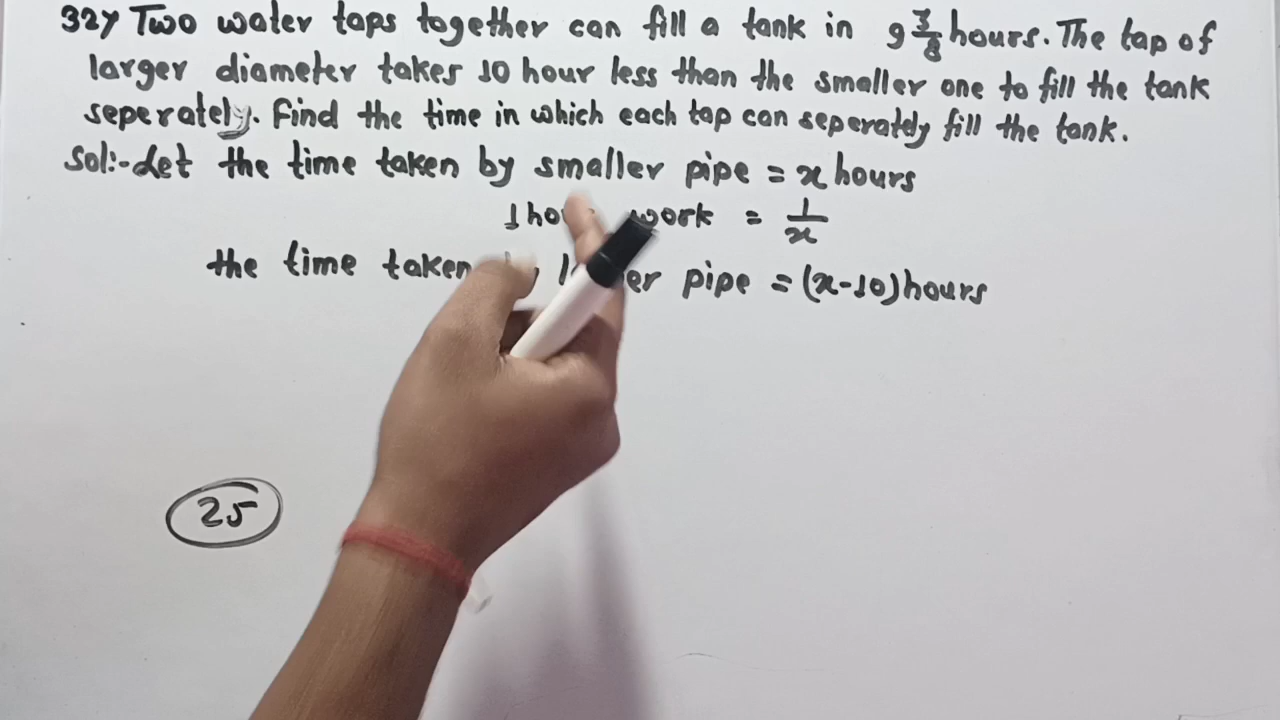 32) Two water taps together can fill a tank in 9 3/8 hours. The tap of
larger diameter takes 10 hour less than the smaller one to fill the tank
seperately. Find the time in which each tap can seperately fill the tank.
Sol:- Let the time taken by smaller pipe = x hours
1 work = 1/x
the time taken pipe = (x-10) hours
25